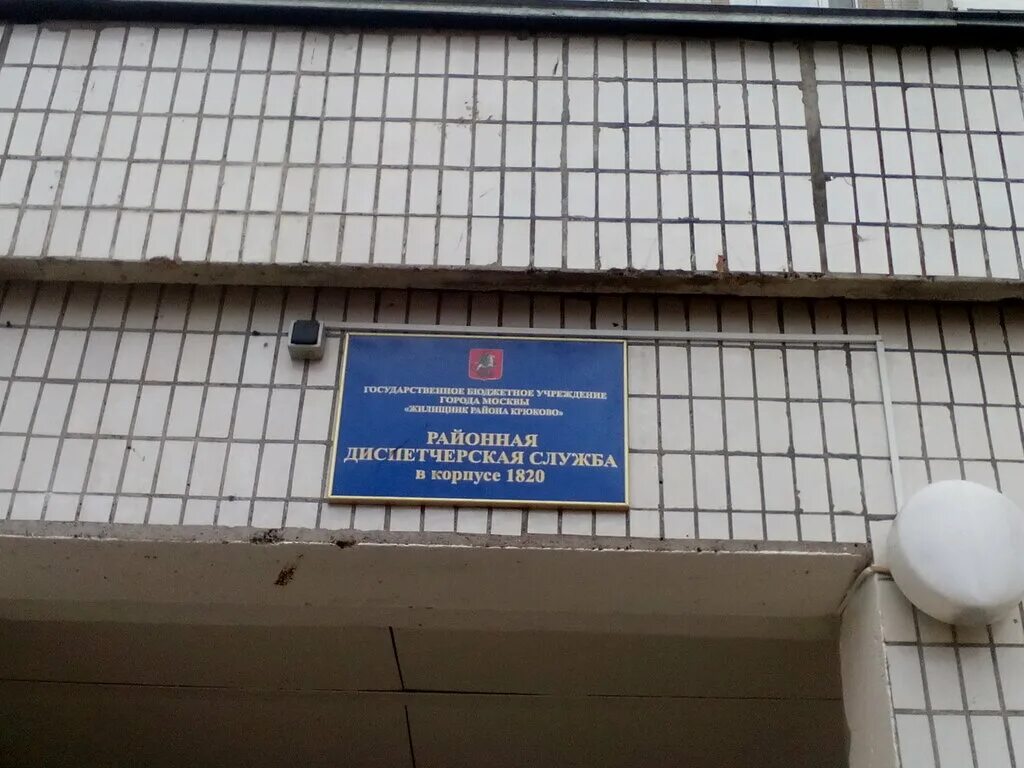 ГОСУДАРСТВЕННОЕ БЮДЖЕТНОЕ УЧРЕЖДЕНИЕ
ГОРОДА МОСКВЫ
«ЖИЛИЩНИК РАЙОНА КРЮКОВО»
РАЙОННАЯ
ДИСПЕТЧЕРСКАЯ СЛУЖБА
в корпусе 1820